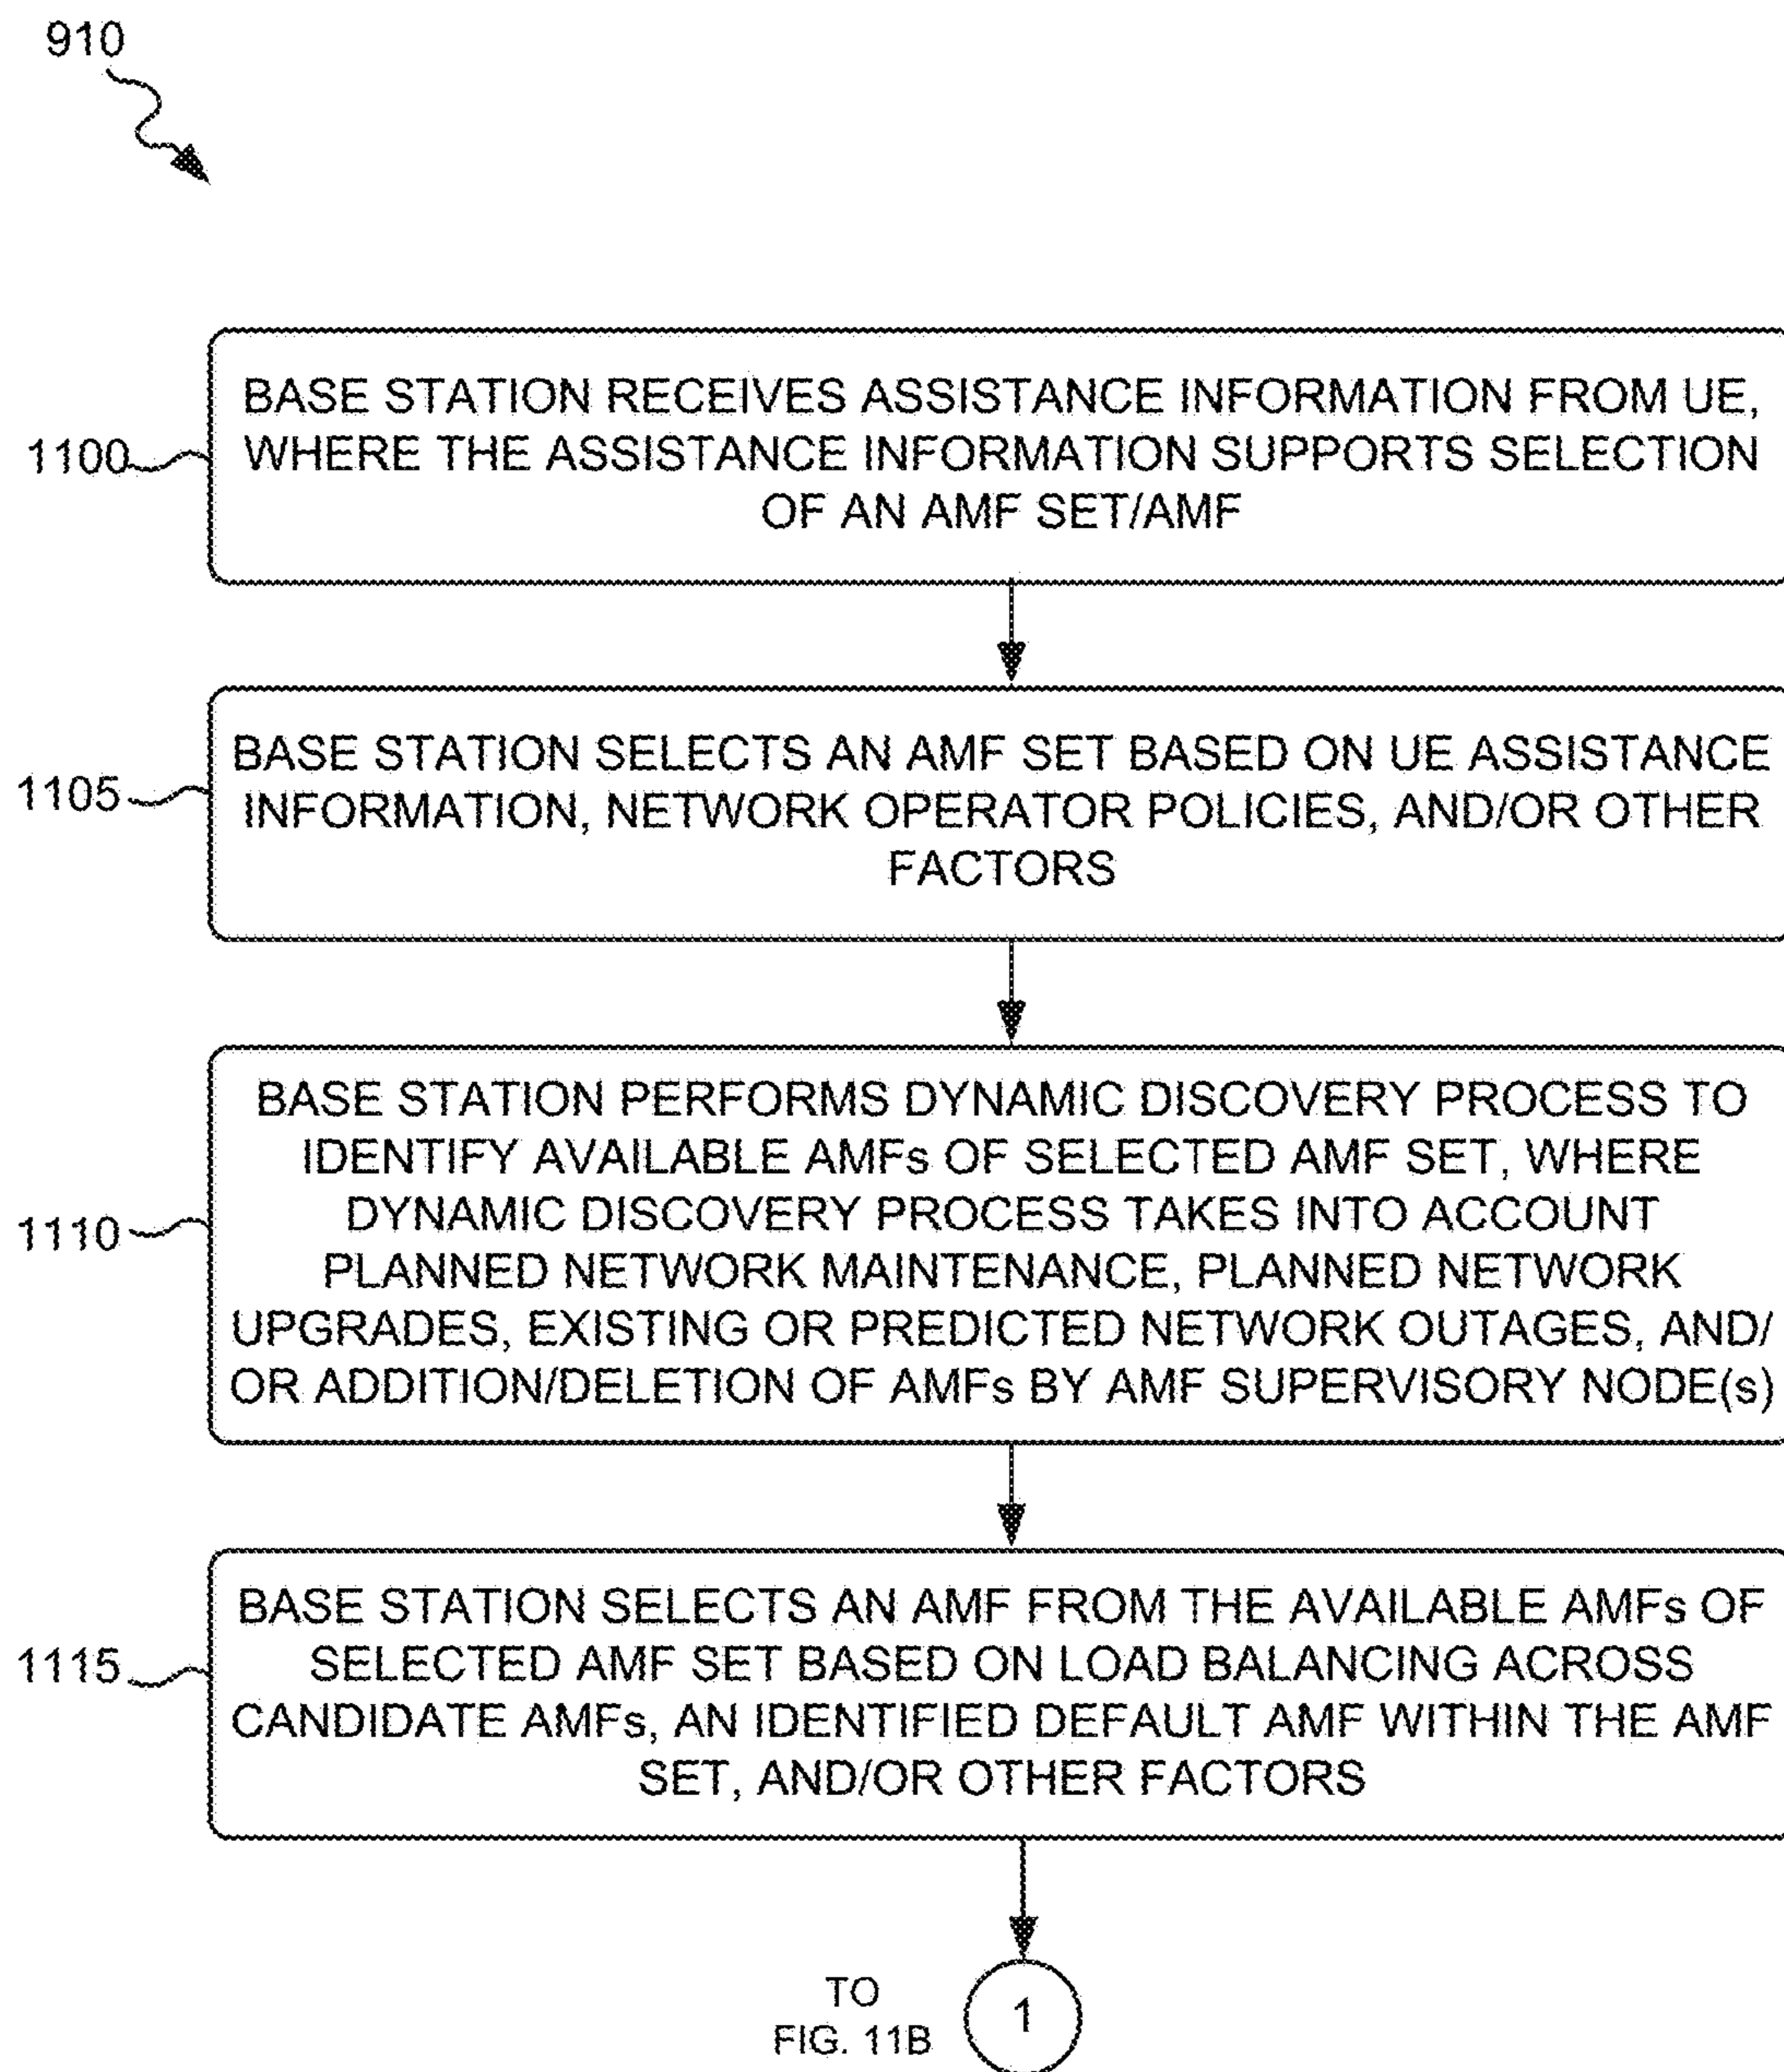 910
BASE STATION RECEIVES ASSISTANCE INFORMATION FROM UE,
1100
WHERE THE ASSISTANCE INFORMATION SUPPORTS SELECTION
OF AN AMF SET/AMF
BASE STATION SELECTS AN AMF SET BASED ON UE ASSISTANCE
1105
INFORMATION, NETWORK OPERATOR POLICIES, AND/OR OTHER
FACTORS
BASE STATION PERFORMS DYNAMIC DISCOVERY PROCESS TO
IDENTIFY AVAILABLE AMFs OF SELECTED AMF SET, WHERE
1110
DYNAMIC DISCOVERY PROCESS TAKES INTO ACCOUNT
PLANNED NETWORK MAINTENANCE, PLANNED NETWORK
UPGRADES, EXISTING OR PREDICTED NETWORK OUTAGES, AND/
OR ADDITION/DELETION OF AMFs BY AMF SUPERVISORY NODE(s)
BASE STATION SELECTS AN AMF FROM THE AVAILABLE AMFs OF
1115
SELECTED AMF SET BASED ON LOAD BALANCING ACROSS
CANDIDATE AMFs, AN IDENTIFIED DEFAULT AMF WITHIN THE AMF
SET, AND/OR OTHER FACTORS
TO
FIG. 11B
1